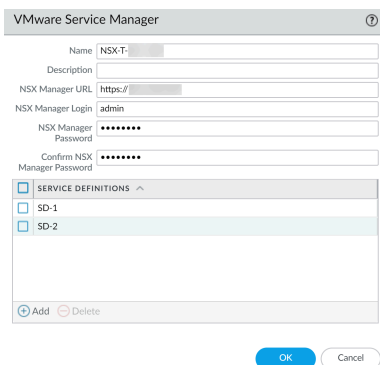 VMware Service Manager
Name NSX-T-
Description
NSX Manager URL https://
NSX Manager Login admin
NSX Manager
Password ••••••••
Confirm NSX
Manager Password ••••••••
SERVICE DEFINITIONS
SD-1
SD-2
Add Delete
OK Cancel